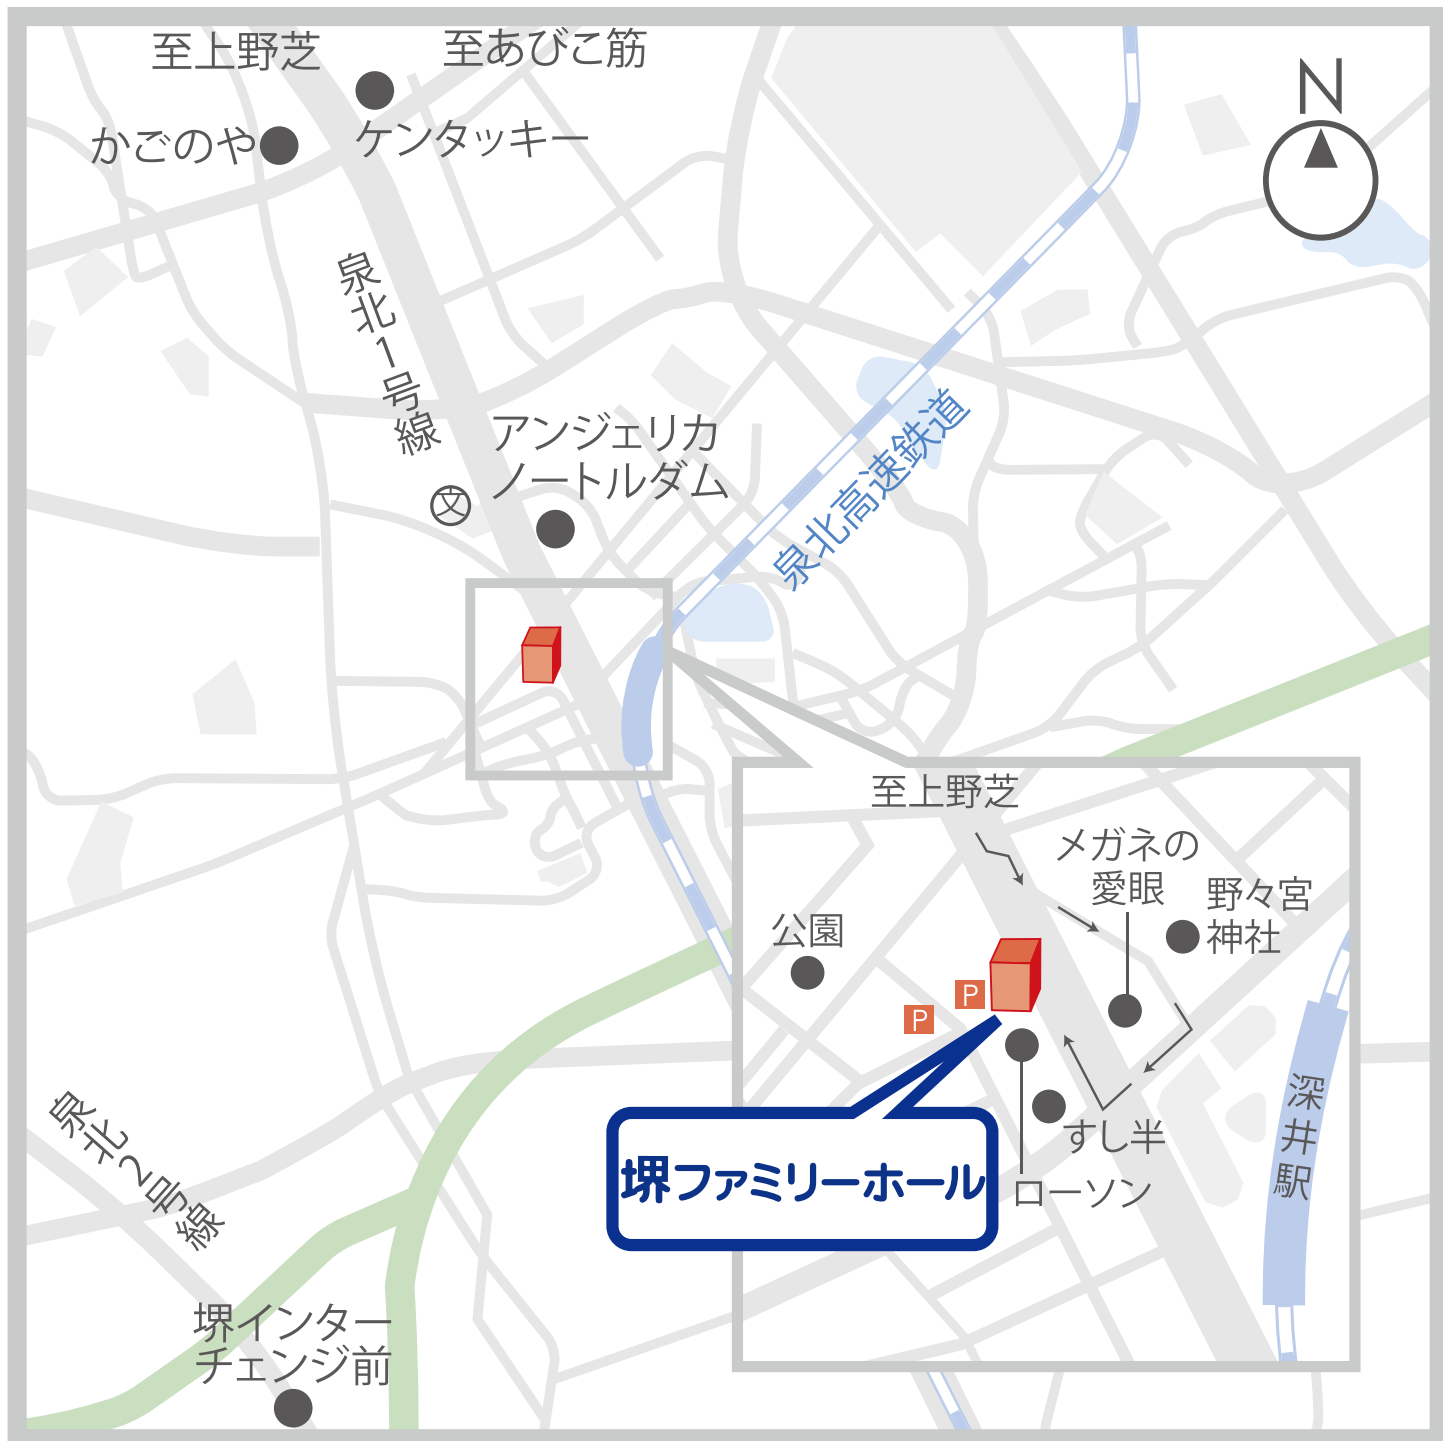 至上野芝
至あびこ筋
N
ケンタッキー
かごのや
泉北1号線
アンジェリカ
ノートルダム
文
泉北高速鉄道
至上野芝
メガネの
愛眼
野々宮
神社
公園
P
P
深井駅
すし半
ローソン
堺ファミリーホール
泉北2号線
堺インター
チェンジ前